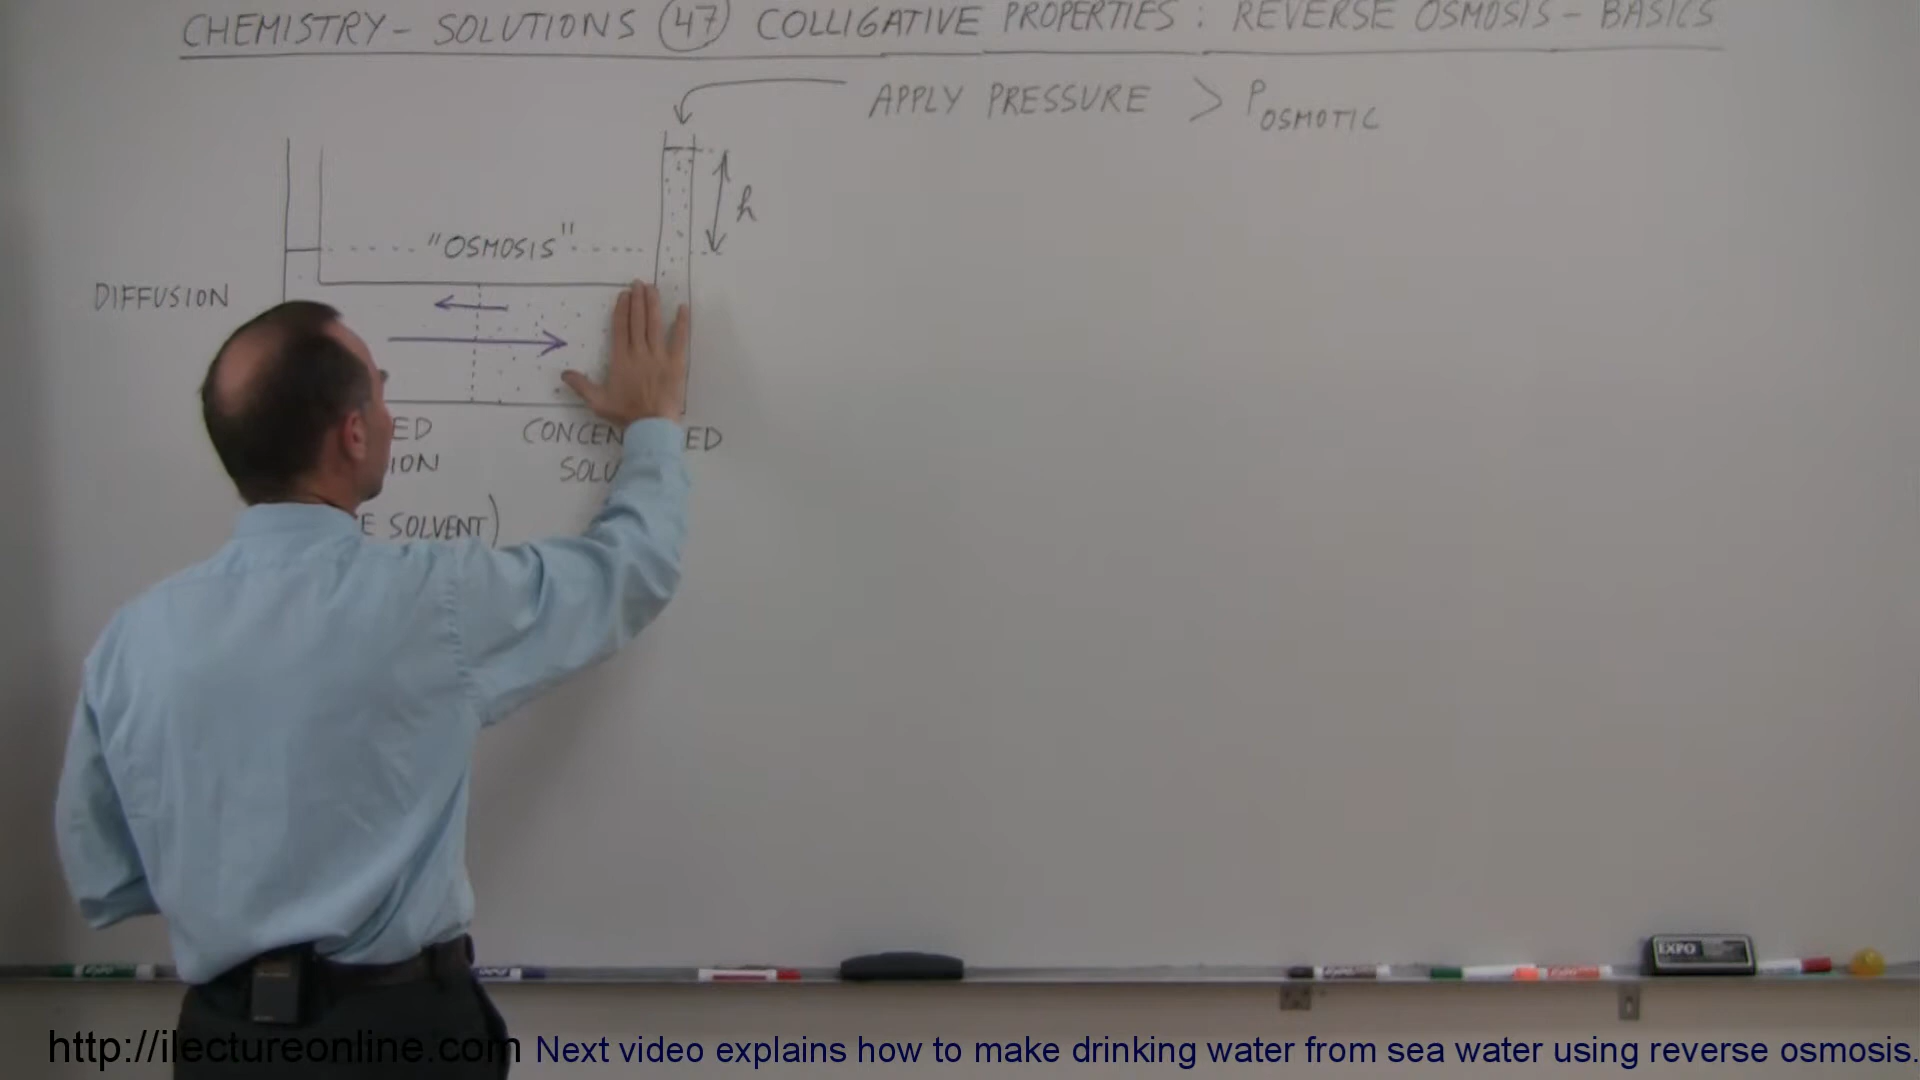 CHEMISTRY – SOLUTIONS (47) COLLIGATIVE PROPERTIES : REVERSE OSMOSIS – BASICS
APPLY PRESSURE > P OSMOTIC
h
"OSMOSIS"
DIFFUSION
ED
CONCEN ED
ION
SOLU
E SOLVENT)
EXPO
http://ilectureonline.com Next video explains how to make drinking water from sea water using reverse osmosis.